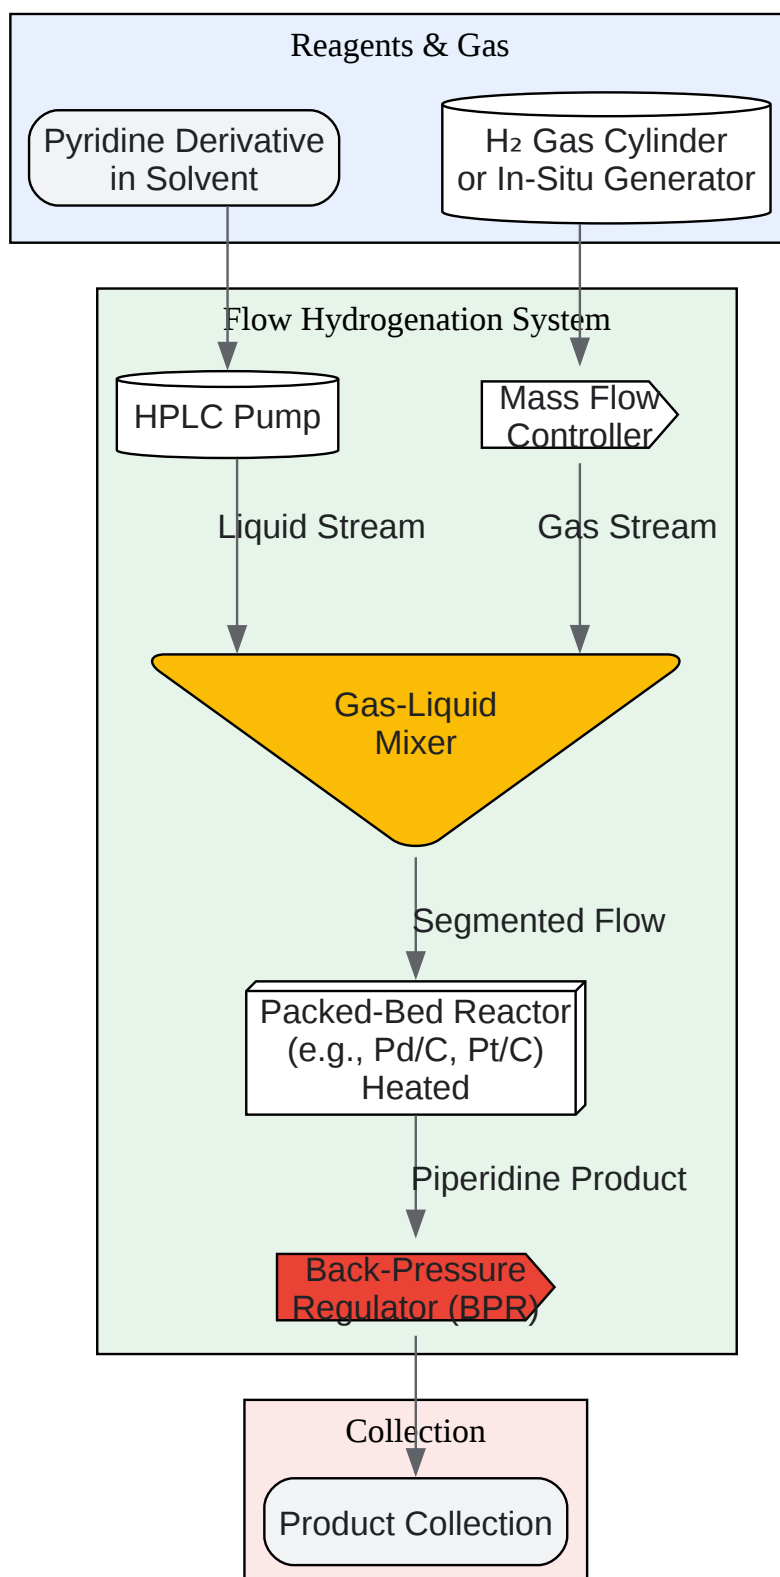 Reagents & Gas
Pyridine Derivative
in Solvent
H₂ Gas Cylinder
or In-Situ Generator
Flow Hydrogenation System
HPLC Pump
Mass Flow
Controller
Liquid Stream
Gas Stream
Gas-Liquid
Mixer
Segmented Flow
Packed-Bed Reactor
(e.g., Pd/C, Pt/C)
Heated
Piperidine Product
Back-Pressure
Regulator (BPR)
Collection
Product Collection